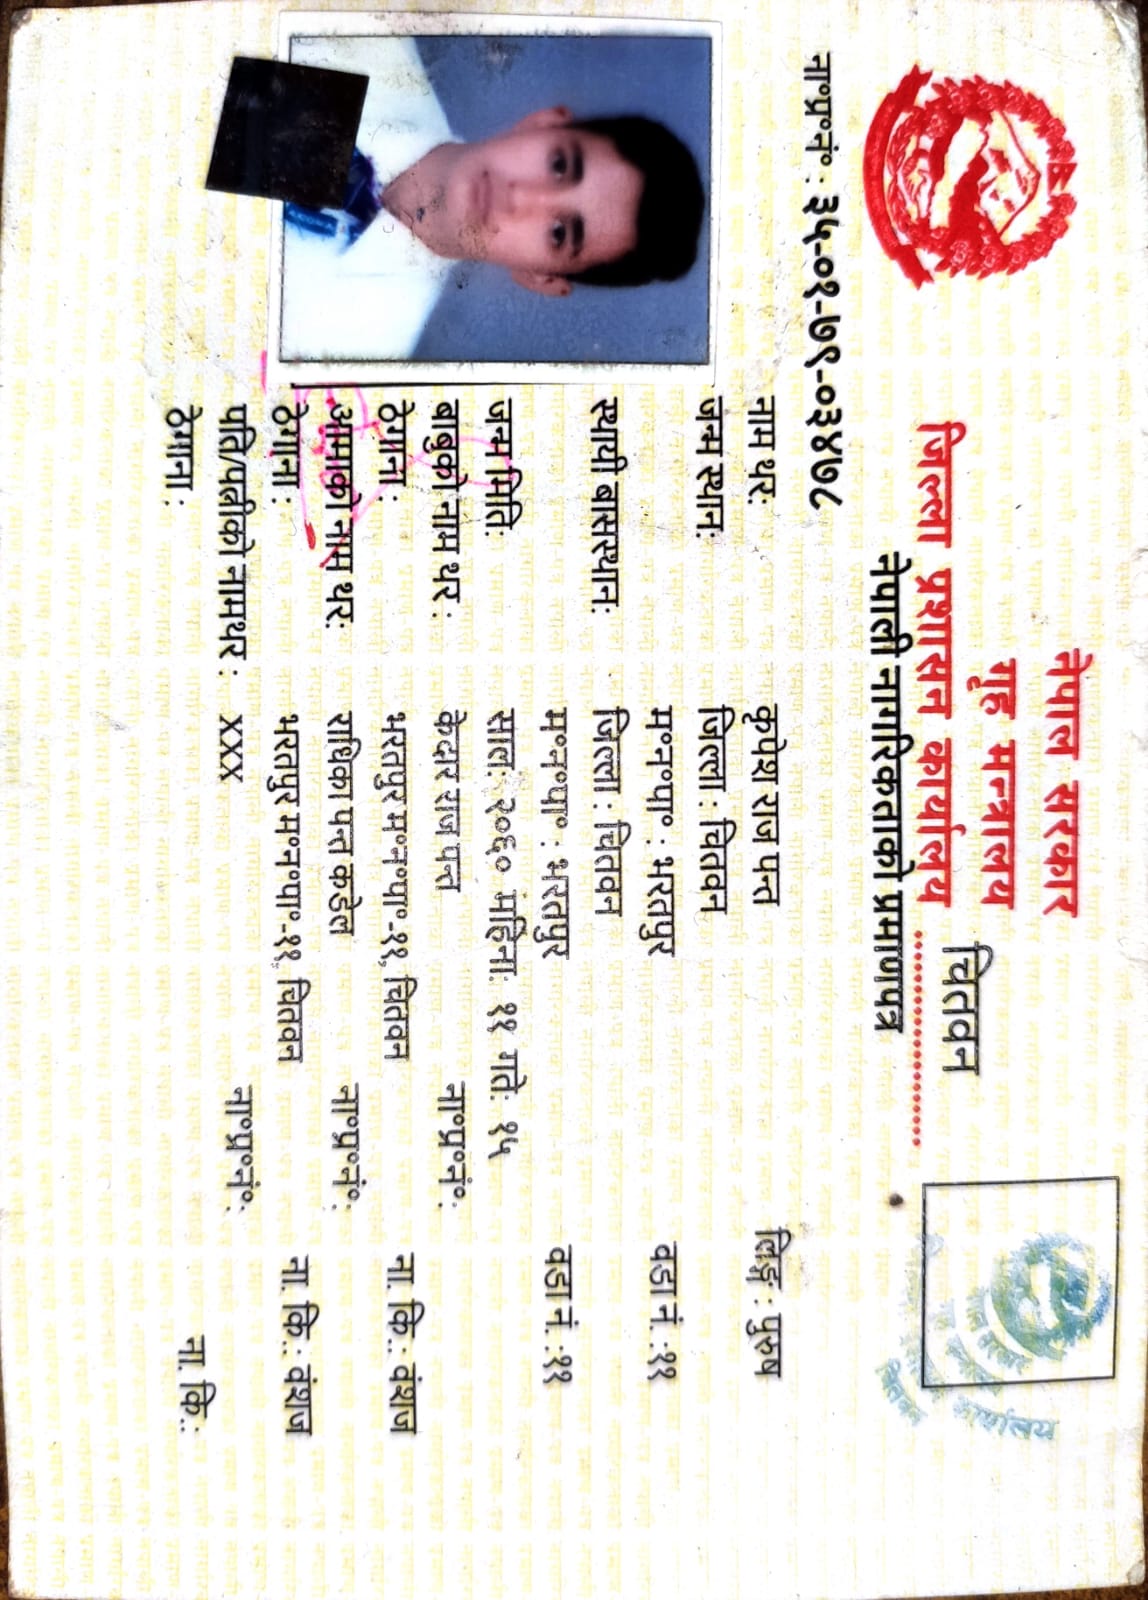 नेपाल सरकार
गृह मन्त्रालय
जिल्ला प्रशासन कार्यालय चितवन
नेपाली नागरिकताको प्रमाणपत्र
ना°प्र°नं° : ३५-०१-७९-०३४७८
नाम थर: कृपेश राज पन्त लिङ्ग : पुरुष
जन्म स्थान: जिल्ला : चितवन
म°न°पा° : भरतपुर वडा नं. :११
स्थायी बासस्थान: जिल्ला : चितवन
म°न°पा° : भरतपुर वडा नं. :११
जन्म मिति: साल: २०६० महिना: ११ गते: १५
बाबुको नाम थर : केदार राज पन्त ना°प्र°नं°:
ठेगाना : भरतपुर म°न°पा°-११, चितवन ना. कि.: वंशज
आमाको नाम थर: राधिका पन्त कडेल ना°प्र°नं°:
ठेगाना : भरतपुर म°न°पा°-११, चितवन ना. कि.: वंशज
पति/पत्नीको नामथर : XXX ना°प्र°नं°:
ठेगाना : ना. कि.: